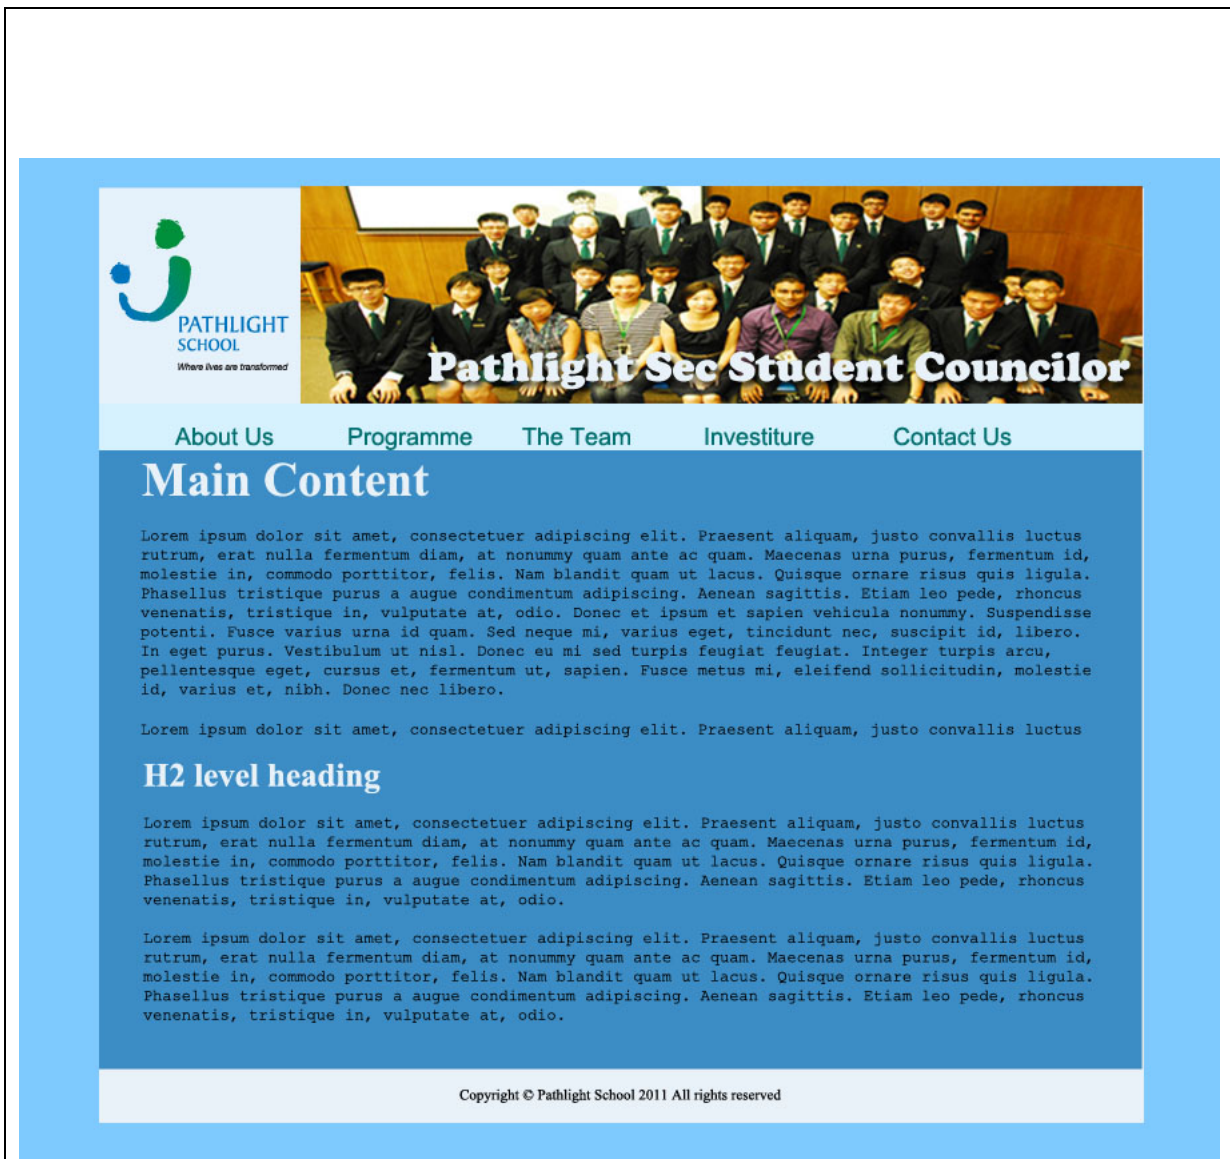 PATHLIGHT
SCHOOL
Where lives are transformed
Pathlight Sec Student Councilor
About Us Programme The Team Investiture Contact Us
Main Content
Lorem ipsum dolor sit amet, consectetuer adipiscing elit. Praesent aliquam, justo convallis luctus
rutrum, erat nulla fermentum diam, at nonummy quam ante ac quam. Maecenas urna purus, fermentum id,
molestie in, commodo porttitor, felis. Nam blandit quam ut lacus. Quisque ornare risus quis ligula.
Phasellus tristique purus a augue condimentum adipiscing. Aenean sagittis. Etiam leo pede, rhoncus
venenatis, tristique in, vulputate at, odio. Donec et ipsum et sapien vehicula nonummy. Suspendisse
potenti. Fusce varius urna id quam. Sed neque mi, varius eget, tincidunt nec, suscipit id, libero.
In eget purus. Vestibulum ut nisl. Donec eu mi sed turpis feugiat feugiat. Integer turpis arcu,
pellentesque eget, cursus et, fermentum ut, sapien. Fusce metus mi, eleifend sollicitudin, molestie
id, varius et, nibh. Donec nec libero.
Lorem ipsum dolor sit amet, consectetuer adipiscing elit. Praesent aliquam, justo convallis luctus
H2 level heading
Lorem ipsum dolor sit amet, consectetuer adipiscing elit. Praesent aliquam, justo convallis luctus
rutrum, erat nulla fermentum diam, at nonummy quam ante ac quam. Maecenas urna purus, fermentum id,
molestie in, commodo porttitor, felis. Nam blandit quam ut lacus. Quisque ornare risus quis ligula.
Phasellus tristique purus a augue condimentum adipiscing. Aenean sagittis. Etiam leo pede, rhoncus
venenatis, tristique in, vulputate at, odio.
Lorem ipsum dolor sit amet, consectetuer adipiscing elit. Praesent aliquam, justo convallis luctus
rutrum, erat nulla fermentum diam, at nonummy quam ante ac quam. Maecenas urna purus, fermentum id,
molestie in, commodo porttitor, felis. Nam blandit quam ut lacus. Quisque ornare risus quis ligula.
Phasellus tristique purus a augue condimentum adipiscing. Aenean sagittis. Etiam leo pede, rhoncus
venenatis, tristique in, vulputate at, odio.
Copyright © Pathlight School 2011 All rights reserved